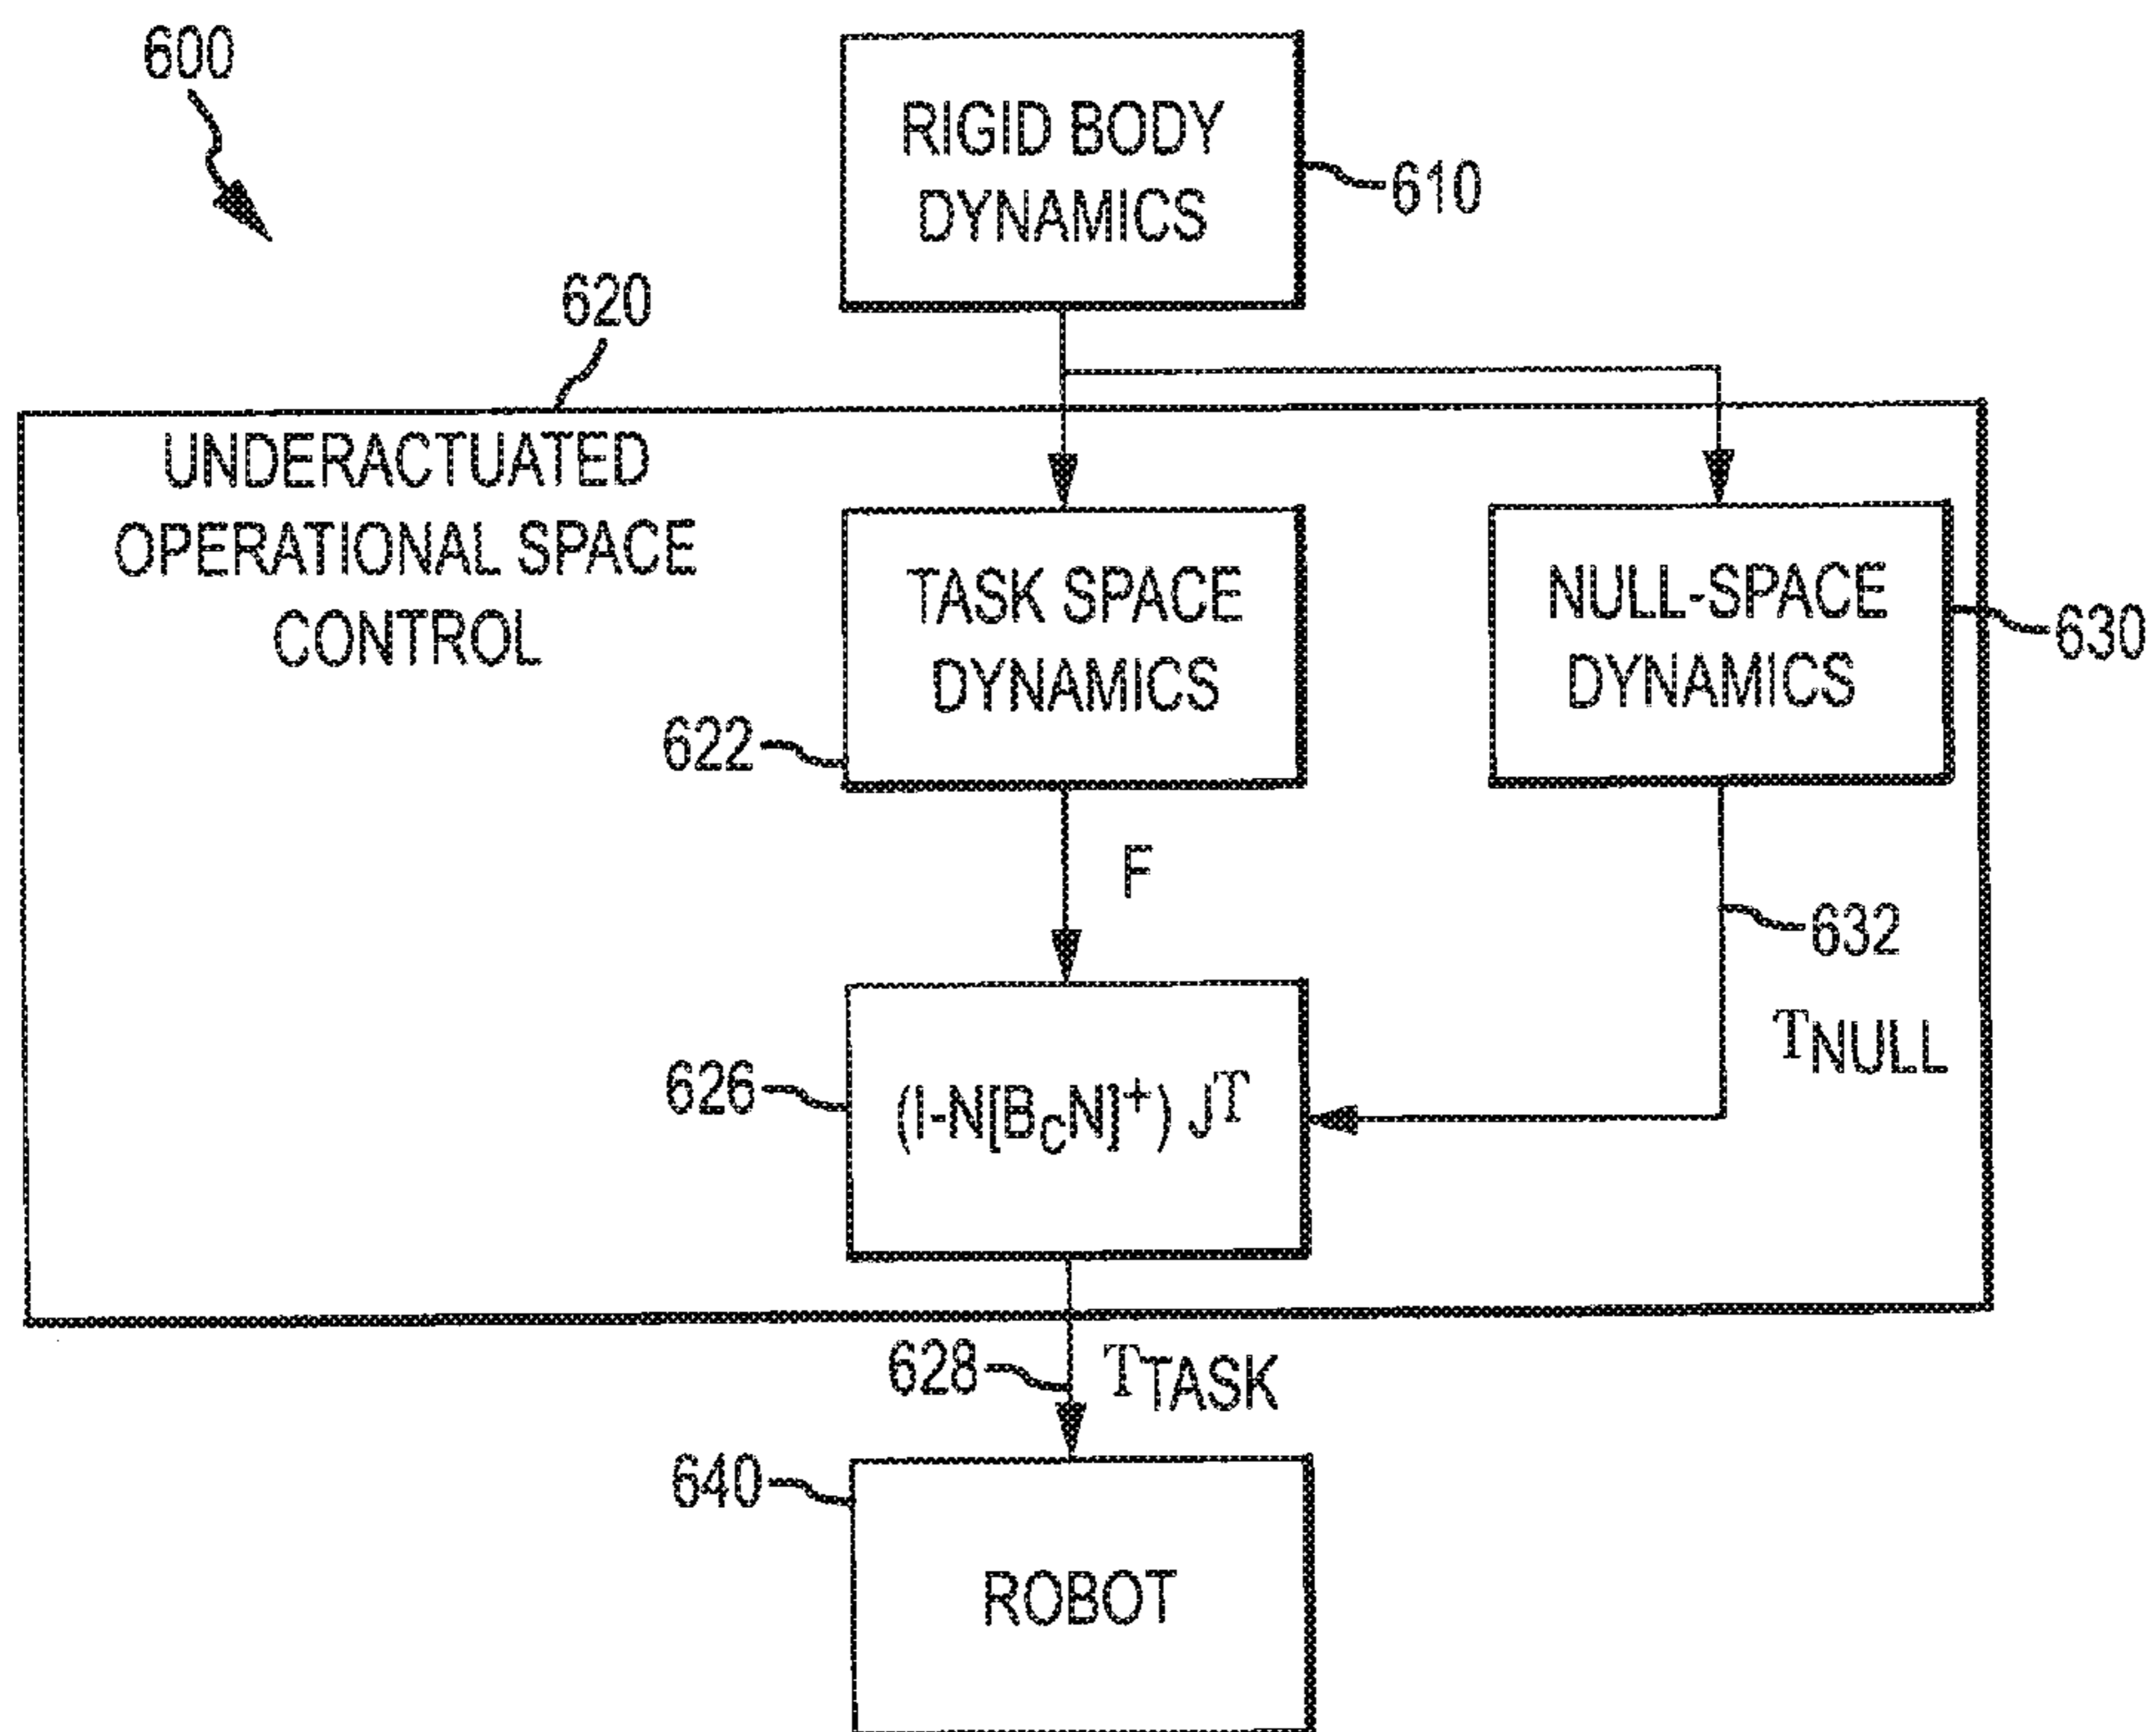 600
RIGID BODY
DYNAMICS
610
620
UNDERACTUATED
OPERATIONAL SPACE
CONTROL
TASK SPACE
DYNAMICS
622
NULL-SPACE
DYNAMICS
630
F
632
TNULL
626
(I-N[BCN]⁺) Jᵀ
628
TTASK
640
ROBOT